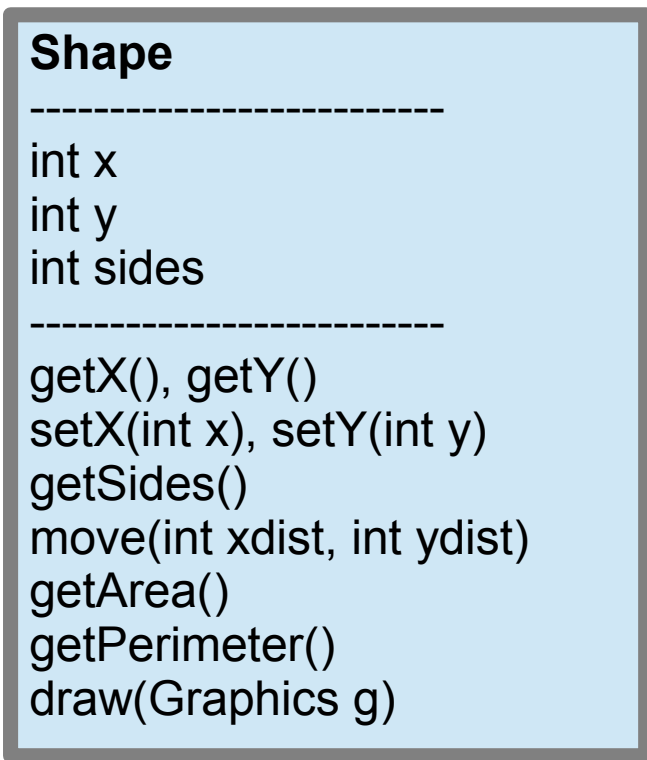 Shape
--------------------------
int x
int y
int sides
--------------------------
getX(), getY()
setX(int x), setY(int y)
getSides()
move(int xdist, int ydist)
getArea()
getPerimeter()
draw(Graphics g)